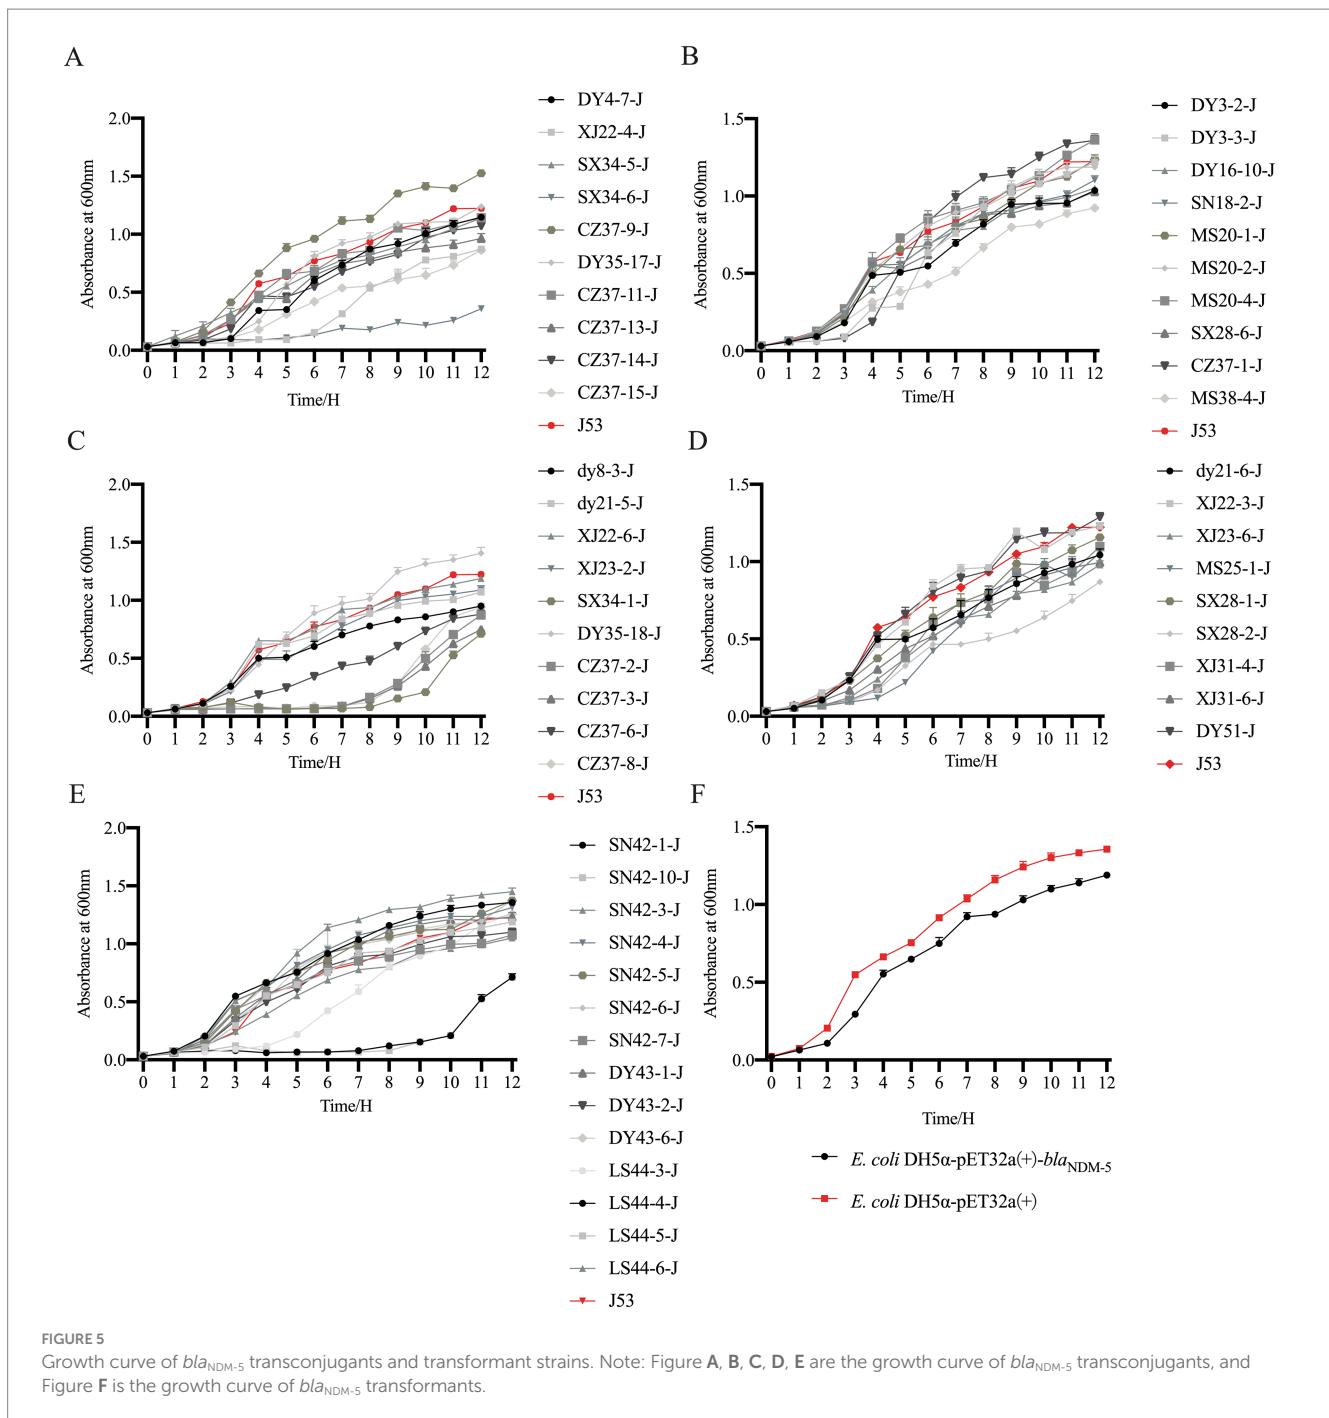 A
Absorbance at 600nm
2.0
1.5
1.0
0.5
0.0
0 1 2 3 4 5 6 7 8 9 10 11 12
Time/H
DY4-7-J
XJ22-4-J
SX34-5-J
SX34-6-J
CZ37-9-J
DY35-17-J
CZ37-11-J
CZ37-13-J
CZ37-14-J
CZ37-15-J
J53
B
Absorbance at 600nm
1.5
1.0
0.5
0.0
0 1 2 3 4 5 6 7 8 9 10 11 12
Time/H
DY3-2-J
DY3-3-J
DY16-10-J
SN18-2-J
MS20-1-J
MS20-2-J
MS20-4-J
SX28-6-J
CZ37-1-J
MS38-4-J
J53
C
Absorbance at 600nm
2.0
1.5
1.0
0.5
0.0
0 1 2 3 4 5 6 7 8 9 10 11 12
Time/H
dy8-3-J
dy21-5-J
XJ22-6-J
XJ23-2-J
SX34-1-J
DY35-18-J
CZ37-2-J
CZ37-3-J
CZ37-6-J
CZ37-8-J
J53
D
Absorbance at 600nm
1.5
1.0
0.5
0.0
0 1 2 3 4 5 6 7 8 9 10 11 12
Time/H
dy21-6-J
XJ22-3-J
XJ23-6-J
MS25-1-J
SX28-1-J
SX28-2-J
XJ31-4-J
XJ31-6-J
DY51-J
J53
E
Absorbance at 600nm
2.0
1.5
1.0
0.5
0.0
0 1 2 3 4 5 6 7 8 9 10 11 12
Time/H
SN42-1-J
SN42-10-J
SN42-3-J
SN42-4-J
SN42-5-J
SN42-6-J
SN42-7-J
DY43-1-J
DY43-2-J
DY43-6-J
LS44-3-J
LS44-4-J
LS44-5-J
LS44-6-J
J53
F
Absorbance at 600nm
1.5
1.0
0.5
0.0
0 1 2 3 4 5 6 7 8 9 10 11 12
Time/H
E. coli DH5α-pET32a(+)-blaNDM-5
E. coli DH5α-pET32a(+)
FIGURE 5
Growth curve of blaNDM-5 transconjugants and transformant strains. Note: Figure A, B, C, D, E are the growth curve of blaNDM-5 transconjugants, and
Figure F is the growth curve of blaNDM-5 transformants.